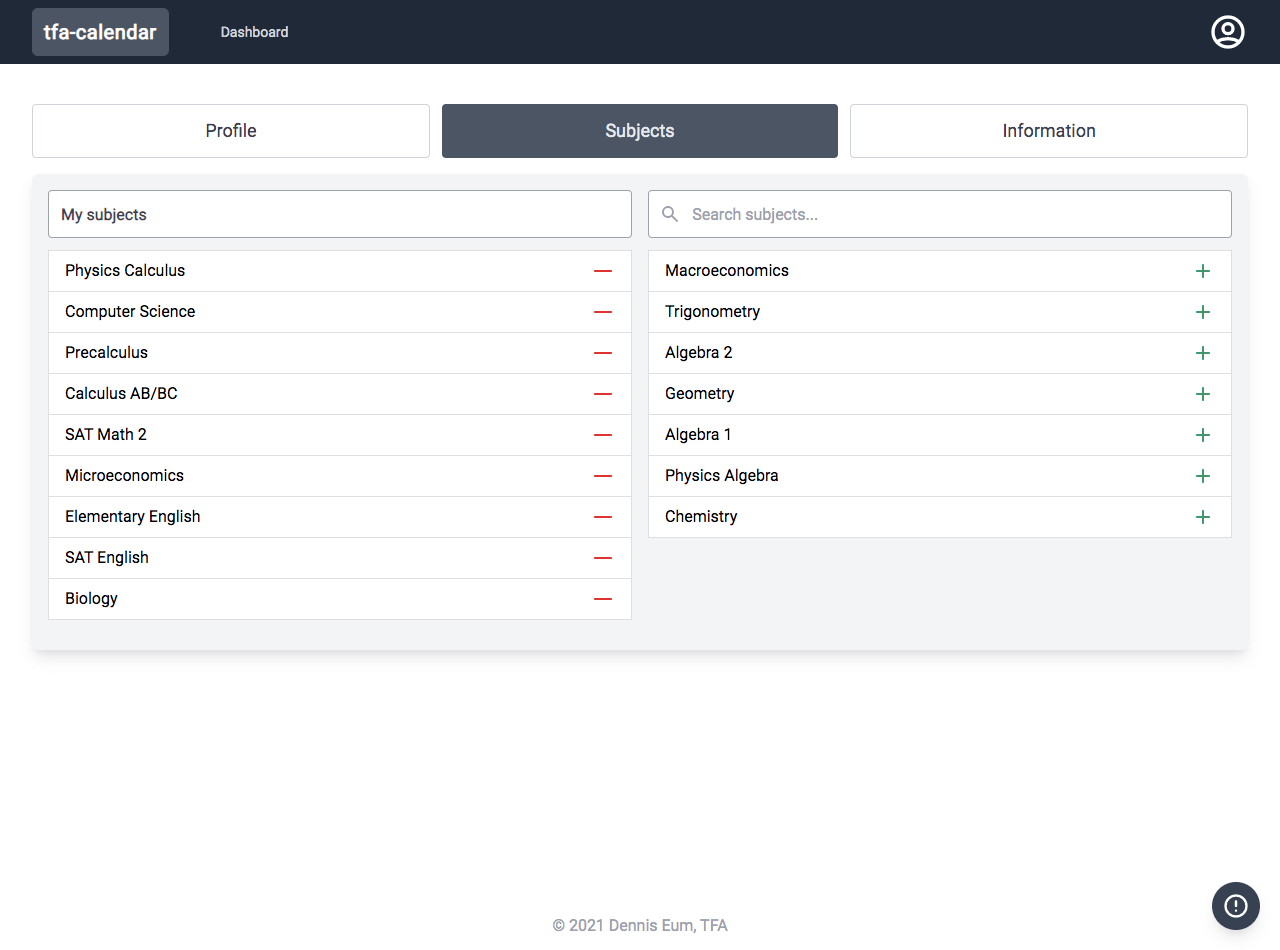 tfa-calendar
Dashboard
Profile
Subjects
Information
My subjects
Physics Calculus
Computer Science
Precalculus
Calculus AB/BC
SAT Math 2
Microeconomics
Elementary English
SAT English
Biology
Search subjects...
Macroeconomics
Trigonometry
Algebra 2
Geometry
Algebra 1
Physics Algebra
Chemistry
© 2021 Dennis Eum, TFA